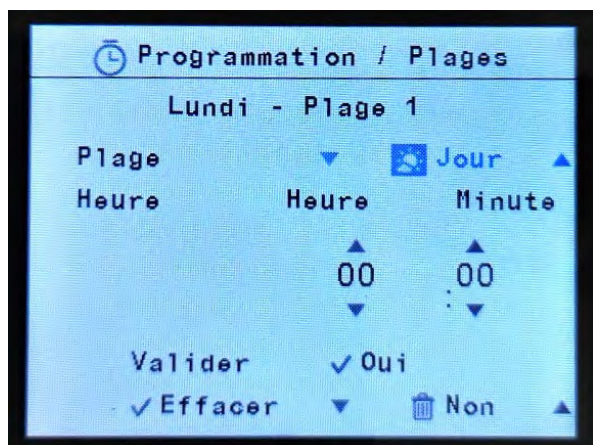 Programmation / Plages
Lundi - Plage 1
Plage Jour
Heure Heure Minute
00 : 00
Valider Oui
Effacer Non